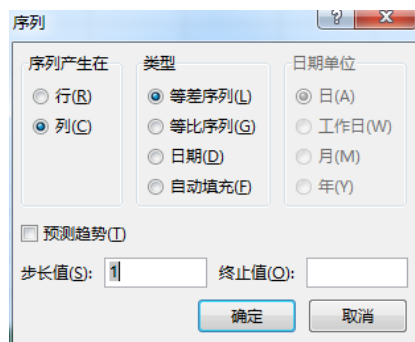 序列
序列产生在
行(R)
列(C)
类型
等差序列(L)
等比序列(G)
日期(D)
自动填充(F)
日期单位
日(A)
工作日(W)
月(M)
年(Y)
预测趋势(T)
步长值(S): 1 终止值(O):
确定 取消